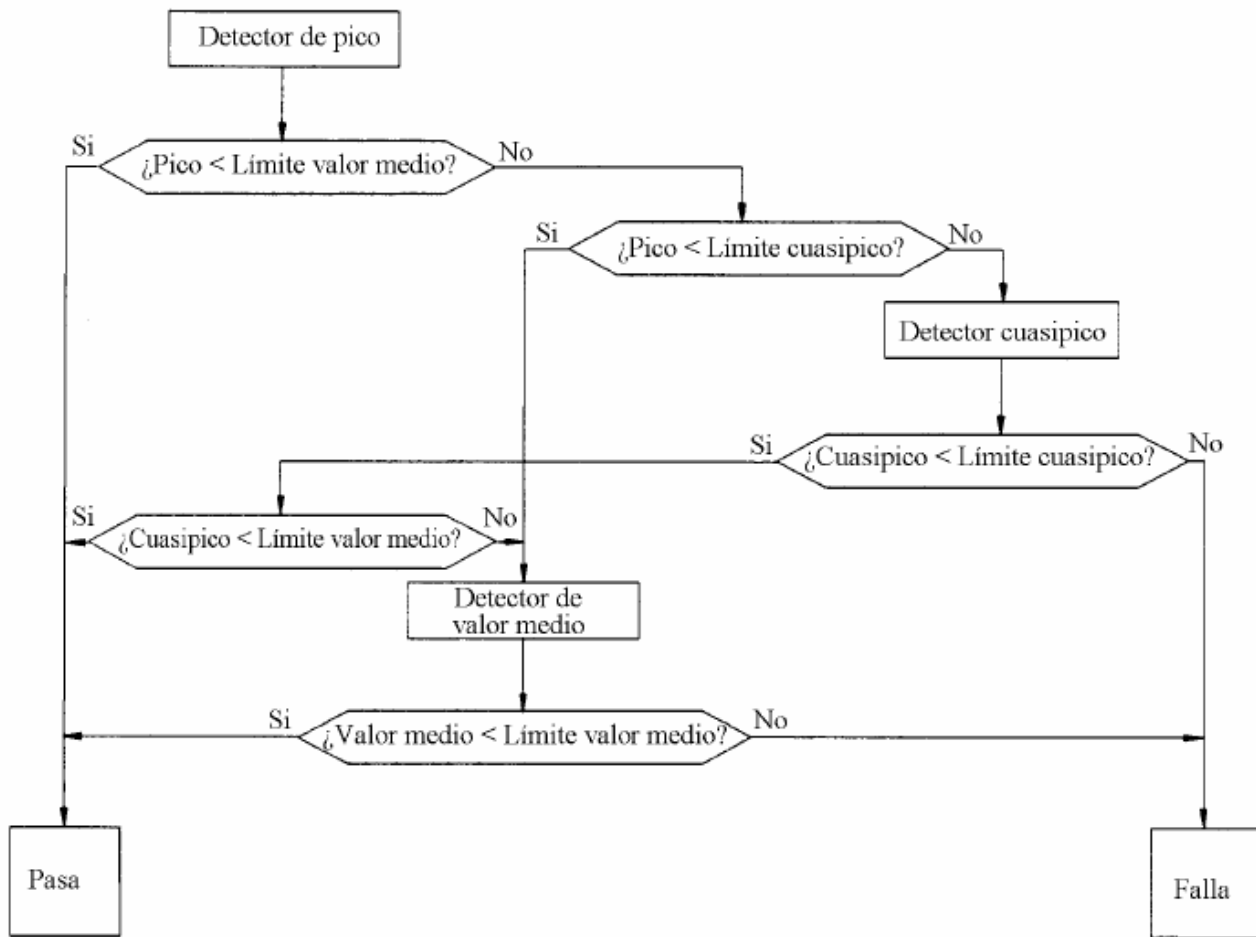 Detector de pico
Si
¿Pico < Límite valor medio?
No
Si
¿Pico < Límite cuasipico?
No
Detector cuasipico
Si
¿Cuasipico < Límite cuasipico?
No
Si
¿Cuasipico < Límite valor medio?
No
Detector de
valor medio
Si
¿Valor medio < Límite valor medio?
No
Pasa
Falla